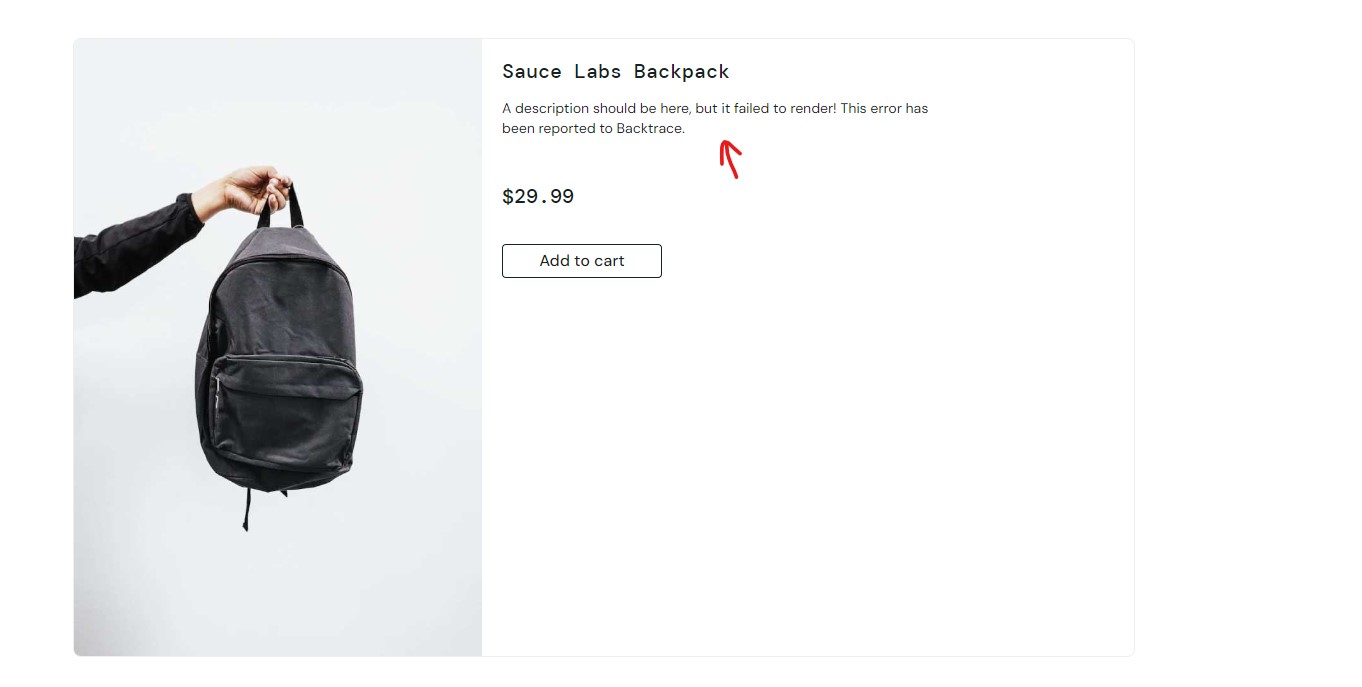 Sauce Labs Backpack
A description should be here, but it failed to render! This error has
been reported to Backtrace.
$29.99
Add to cart